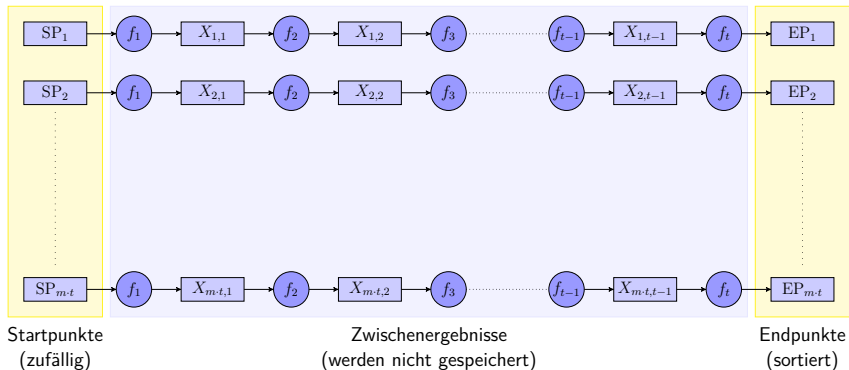 SP₁ f₁ X₁,₁ f₂ X₁,₂ f₃ fₜ₋₁ X₁,ₜ₋₁ fₜ EP₁
SP₂ f₁ X₂,₁ f₂ X₂,₂ f₃ fₜ₋₁ X₂,ₜ₋₁ fₜ EP₂
SPₘ·ₜ f₁ Xₘ·ₜ,₁ f₂ Xₘ·ₜ,₂ f₃ fₜ₋₁ Xₘ·ₜ,ₜ₋₁ fₜ EPₘ·ₜ
Startpunkte Zwischenergebnisse Endpunkte
(zufällig) (werden nicht gespeichert) (sortiert)